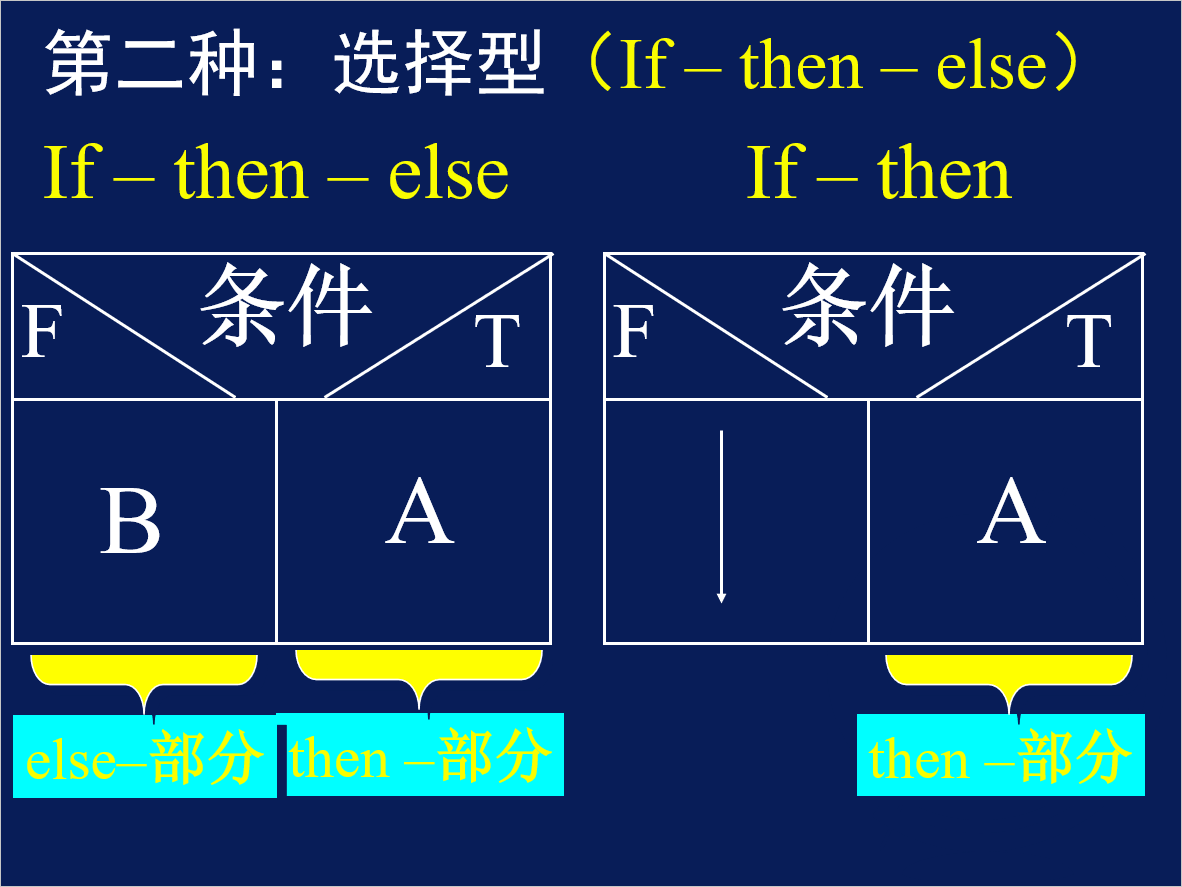 第二种：选择型（If – then – else）
If – then – else
If – then
条件
F
T
B
A
else–部分
then –部分
条件
F
T
A
then –部分